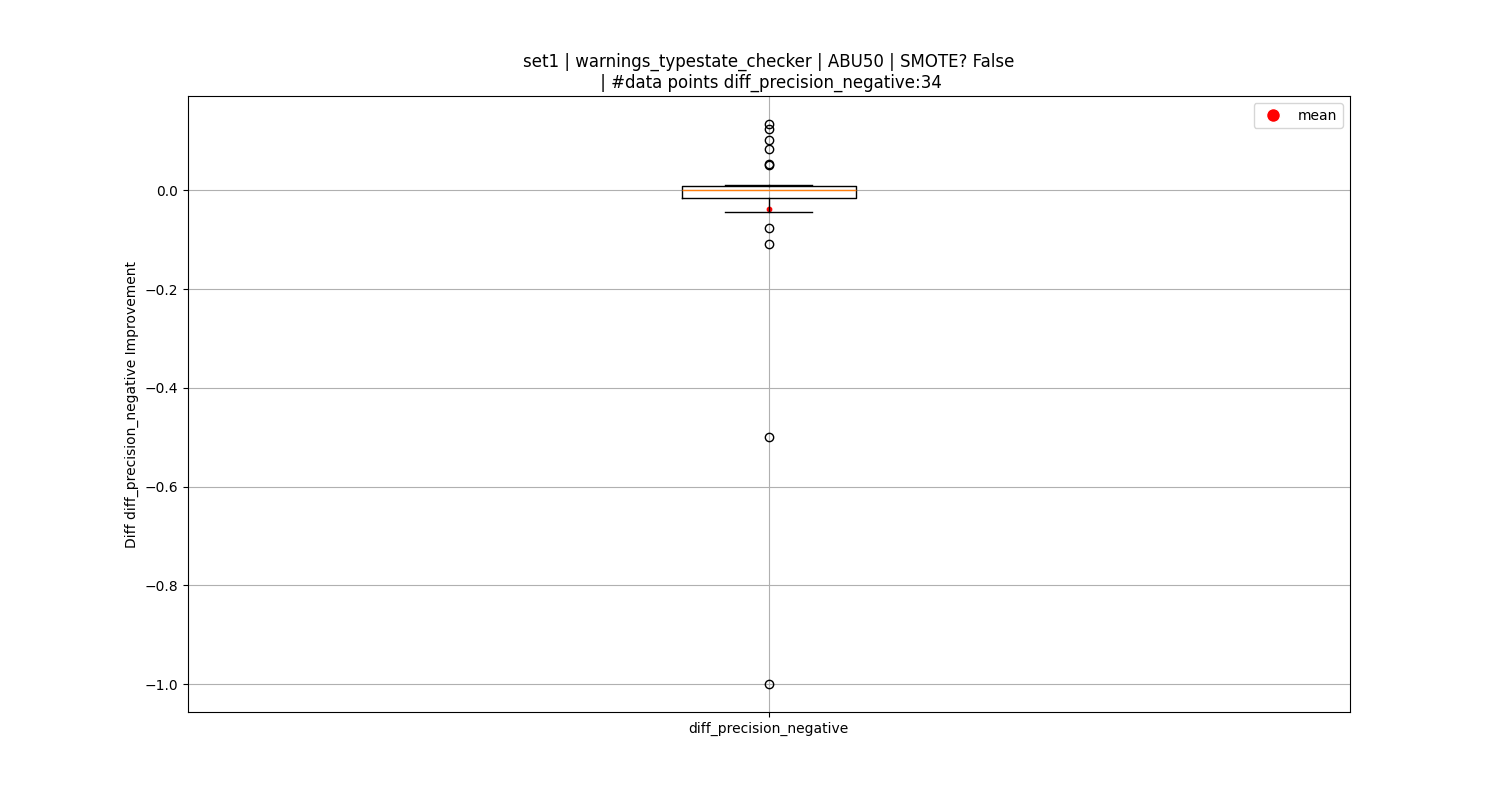 set1 | warnings_typestate_checker | ABU50 | SMOTE? False
| #data points diff_precision_negative:34
mean
0.0
−0.2
−0.4
−0.6
−0.8
−1.0
Diff diff_precision_negative Improvement
diff_precision_negative